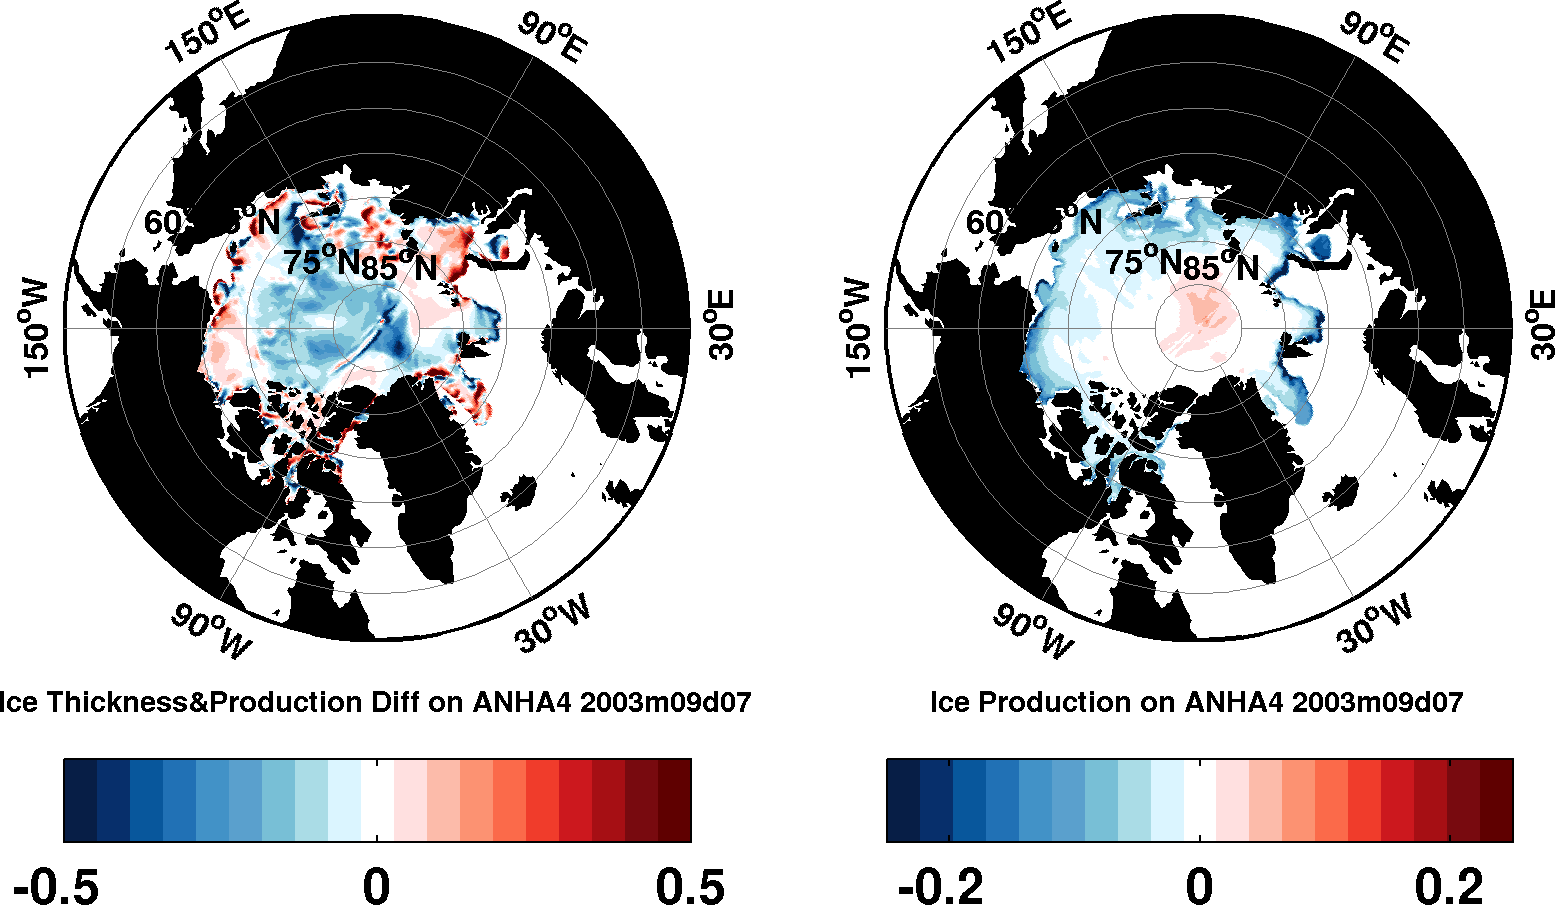 150°E 90°E 150°E 90°E
60° N 60° N
75°N 85°N 75°N 85°N
150°W 30°E 150°W 30°E
90°W 30°W 90°W 30°W
Ice Thickness&Production Diff on ANHA4 2003m09d07 Ice Production on ANHA4 2003m09d07
-0.5 0 0.5 -0.2 0 0.2